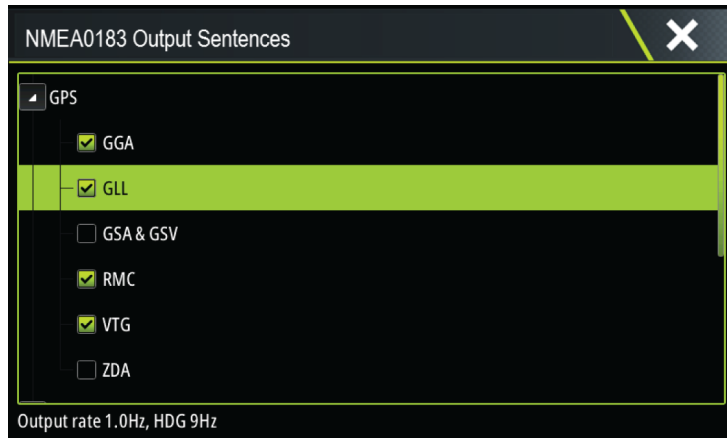 NMEA0183 Output Sentences
GPS
GGA
GLL
GSA & GSV
RMC
VTG
ZDA
Output rate 1.0Hz, HDG 9Hz